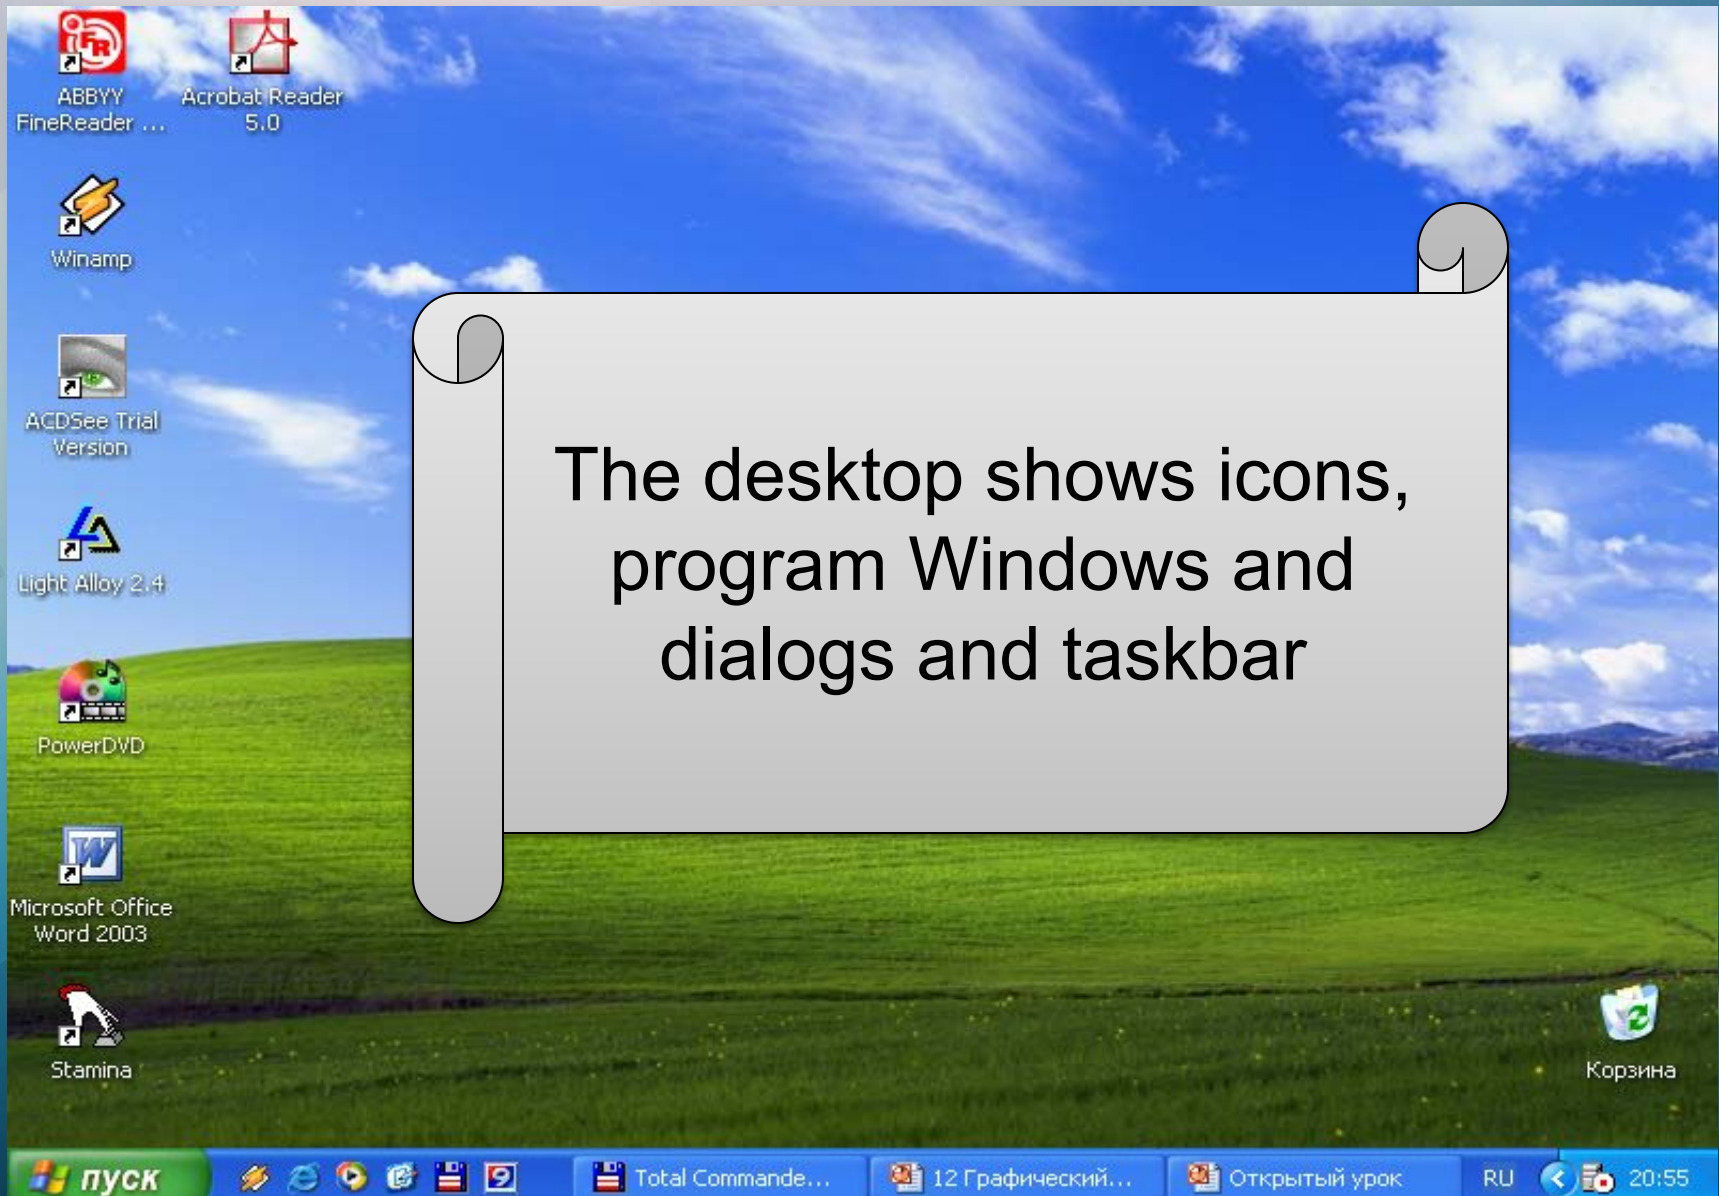 ABBYY
FineReader ...
Acrobat Reader
5.0
Winamp
ACDSee Trial
Version
Light Alloy 2.4
PowerDVD
Microsoft Office
Word 2003
Stamina
The desktop shows icons,
program Windows and
dialogs and taskbar
Корзина
пуск
Total Commande...
12 Графический...
Открытый урок
RU
20:55